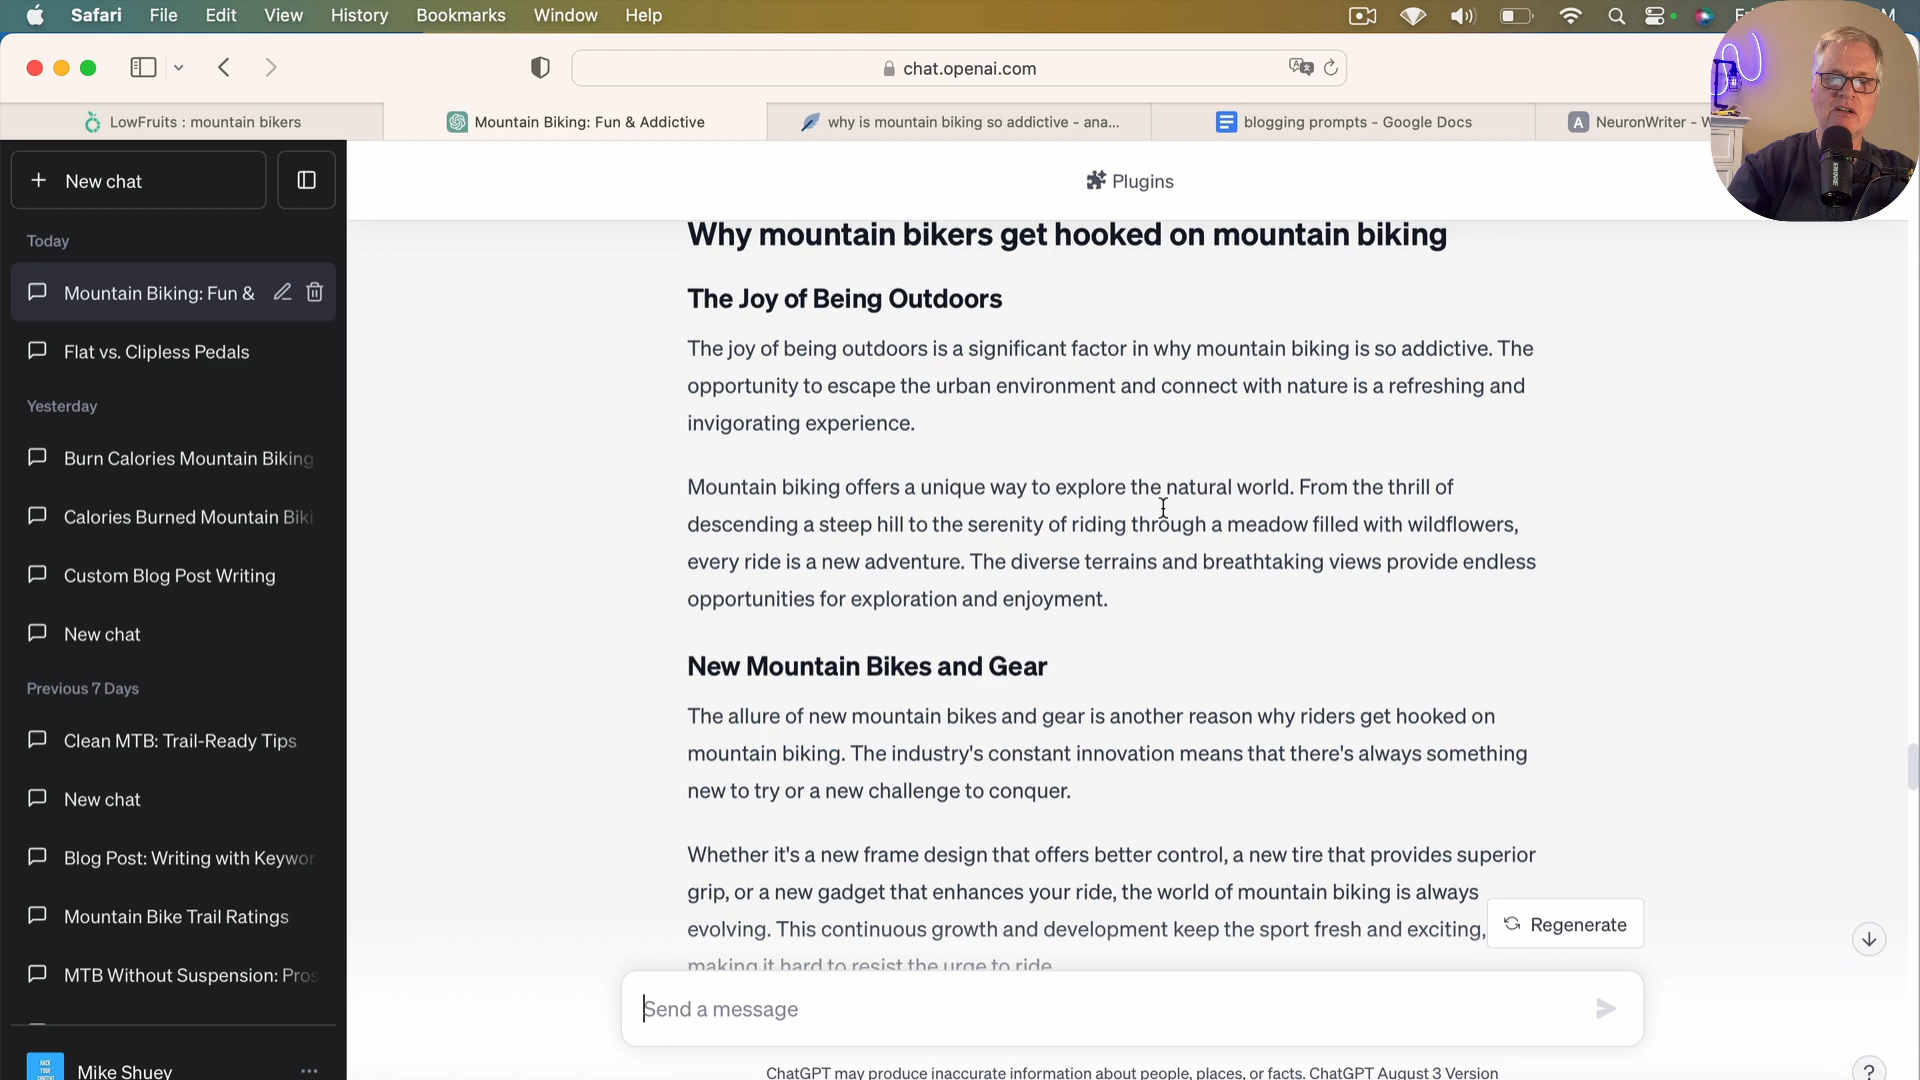 Safari File Edit View History Bookmarks Window Help
chat.openai.com
LowFruits : mountain bikers
Mountain Biking: Fun & Addictive
why is mountain biking so addictive - ana...
blogging prompts - Google Docs
A NeuronWriter -
New chat
Today
Mountain Biking: Fun &
Flat vs. Clipless Pedals
Yesterday
Burn Calories Mountain Biking
Calories Burned Mountain Biki
Custom Blog Post Writing
New chat
Previous 7 Days
Clean MTB: Trail-Ready Tips
New chat
Blog Post: Writing with Keywor
Mountain Bike Trail Ratings
MTB Without Suspension: Pros
Mike Shuey
Plugins
Why mountain bikers get hooked on mountain biking
The Joy of Being Outdoors
The joy of being outdoors is a significant factor in why mountain biking is so addictive. The
opportunity to escape the urban environment and connect with nature is a refreshing and
invigorating experience.
Mountain biking offers a unique way to explore the natural world. From the thrill of
descending a steep hill to the serenity of riding through a meadow filled with wildflowers,
every ride is a new adventure. The diverse terrains and breathtaking views provide endless
opportunities for exploration and enjoyment.
New Mountain Bikes and Gear
The allure of new mountain bikes and gear is another reason why riders get hooked on
mountain biking. The industry's constant innovation means that there's always something
new to try or a new challenge to conquer.
Whether it's a new frame design that offers better control, a new tire that provides superior
grip, or a new gadget that enhances your ride, the world of mountain biking is always
evolving. This continuous growth and development keep the sport fresh and exciting,
making it hard to resist the urge to ride.
Regenerate
Send a message
ChatGPT may produce inaccurate information about people, places, or facts. ChatGPT August 3 Version
?